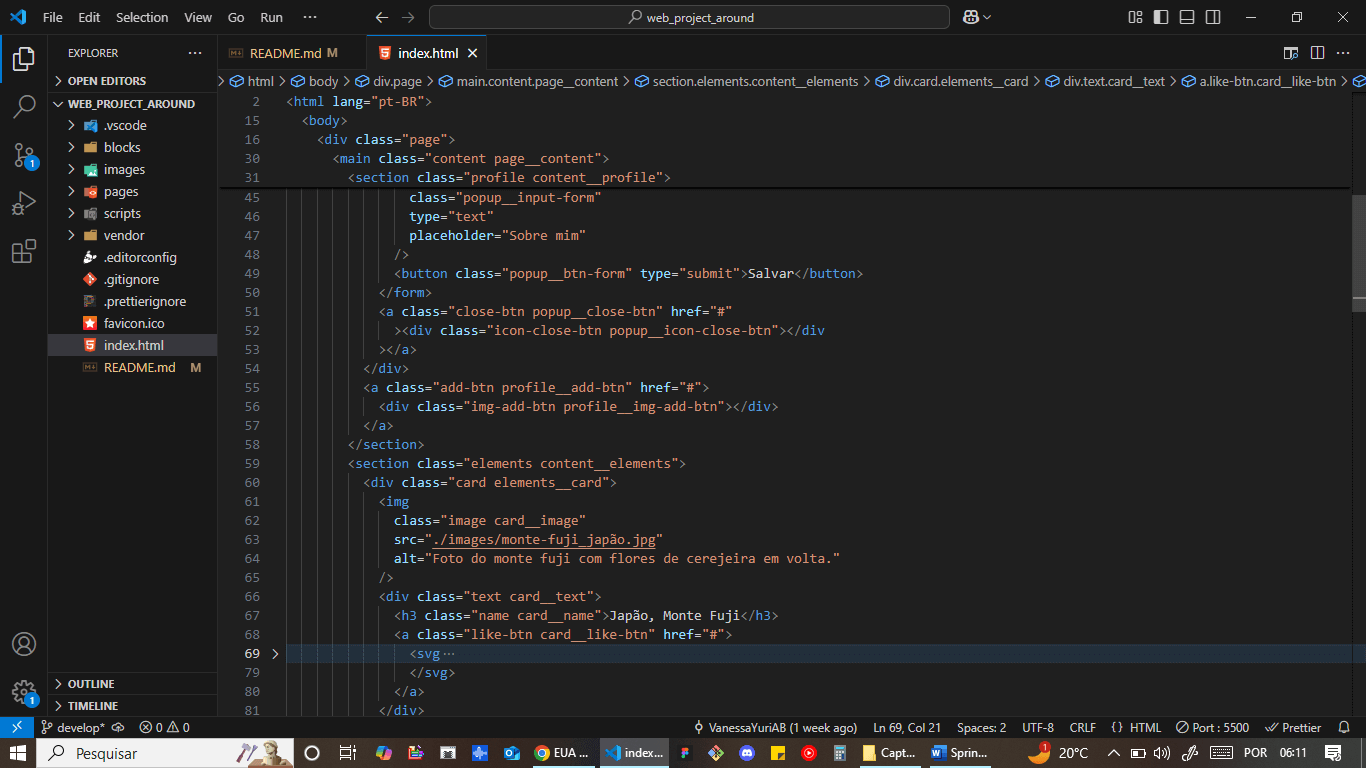 File Edit Selection View Go Run ··· web_project_around
EXPLORER ···
OPEN EDITORS
WEB_PROJECT_AROUND
.vscode
blocks
images
pages
scripts
vendor
.editorconfig
.gitignore
.prettierignore
favicon.ico
index.html
README.md M
OUTLINE
TIMELINE
1
1
README.md M index.html
html > body > div.page > main.content.page__content > section.elements.content__elements > div.card.elements__card > div.text.card__text > a.like-btn.card__like-btn >
2 <html lang="pt-BR">
15 <body>
16 <div class="page">
30 <main class="content page__content">
31 <section class="profile content__profile">
45 class="popup__input-form"
46 type="text"
47 placeholder="Sobre mim"
48 />
49 <button class="popup__btn-form" type="submit">Salvar</button>
50 </form>
51 <a class="close-btn popup__close-btn" href="#"
52 ><div class="icon-close-btn popup__icon-close-btn"></div
53 ></a>
54 </div>
55 <a class="add-btn profile__add-btn" href="#">
56 <div class="img-add-btn profile__img-add-btn"></div>
57 </a>
58 </section>
59 <section class="elements content__elements">
60 <div class="card elements__card">
61 <img
62 class="image card__image"
63 src="./images/monte-fuji_japão.jpg"
64 alt="Foto do monte fuji com flores de cerejeira em volta."
65 />
66 <div class="text card__text">
67 <h3 class="name card__name">Japão, Monte Fuji</h3>
68 <a class="like-btn card__like-btn" href="#">
69 <svg···
79 </svg>
80 </a>
81 </div>
develop* 0 0 VanessaYuriAB (1 week ago) Ln 69, Col 21 Spaces: 2 UTF-8 CRLF {} HTML Port : 5500 Prettier
Pesquisar EUA ... index... Capt... Sprin... 1 20°C POR 06:11